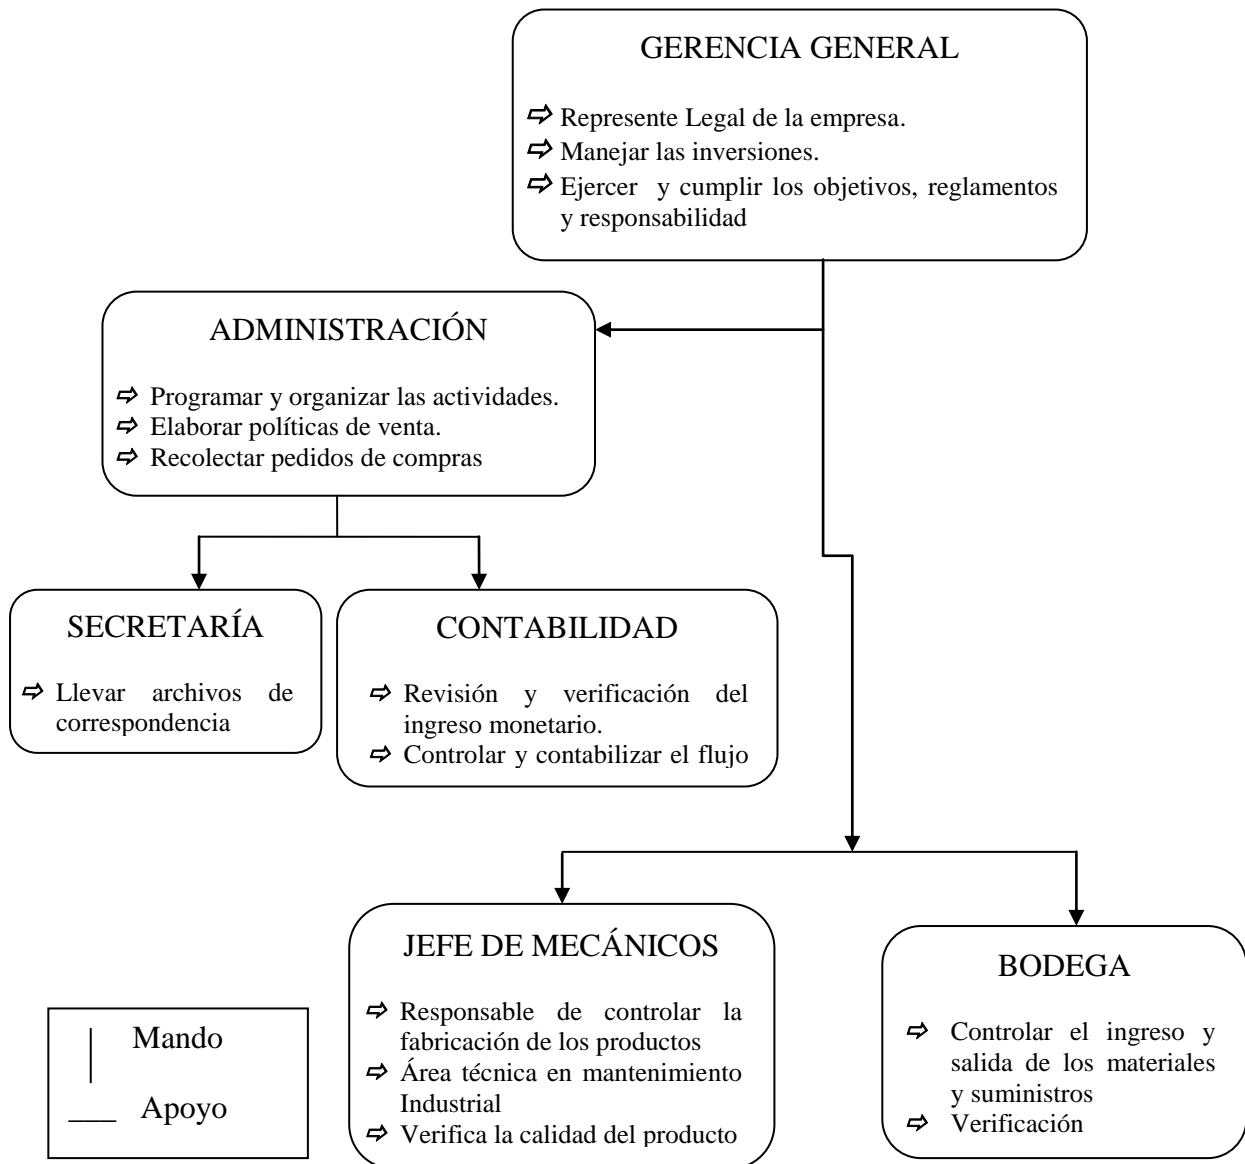 GERENCIA GENERAL
⇨ Represente Legal de la empresa.
⇨ Manejar las inversiones.
⇨ Ejercer y cumplir los objetivos, reglamentos
y responsabilidad
ADMINISTRACIÓN
⇨ Programar y organizar las actividades.
⇨ Elaborar políticas de venta.
⇨ Recolectar pedidos de compras
SECRETARÍA
⇨ Llevar archivos de
correspondencia
CONTABILIDAD
⇨ Revisión y verificación del
ingreso monetario.
⇨ Controlar y contabilizar el flujo
JEFE DE MECÁNICOS
⇨ Responsable de controlar la
fabricación de los productos
⇨ Área técnica en mantenimiento
Industrial
⇨ Verifica la calidad del producto
BODEGA
⇨ Controlar el ingreso y
salida de los materiales
y suministros
⇨ Verificación
Mando
Apoyo